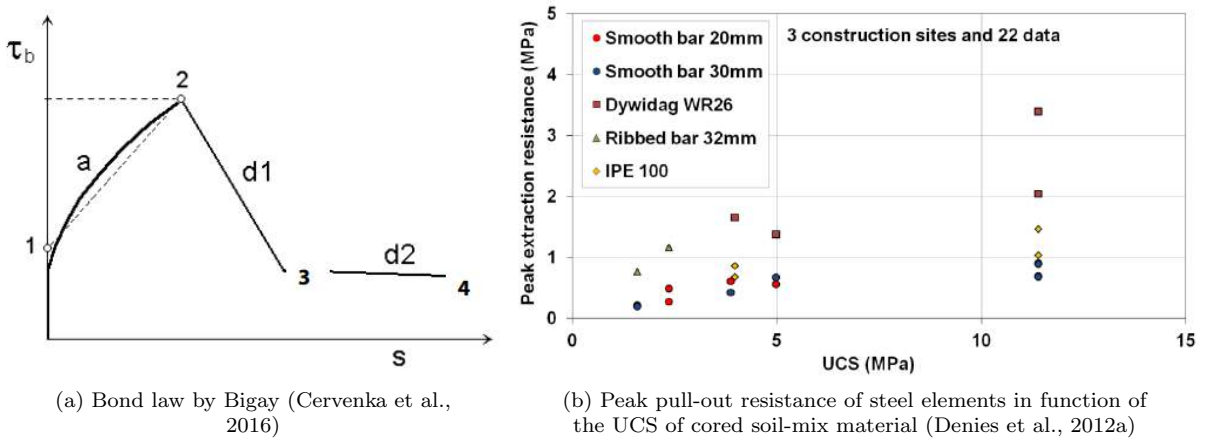 τb
2
a
d1
1
3
d2
4
s
(a) Bond law by Bigay (Cervenka et al.,
2016)
5
4
3
2
1
0
Peak extraction resistance (MPa)
Smooth bar 20mm
Smooth bar 30mm
Dywidag WR26
Ribbed bar 32mm
IPE 100
3 construction sites and 22 data
0
5
10
15
UCS (MPa)
(b) Peak pull-out resistance of steel elements in function of
the UCS of cored soil-mix material (Denies et al., 2012a)